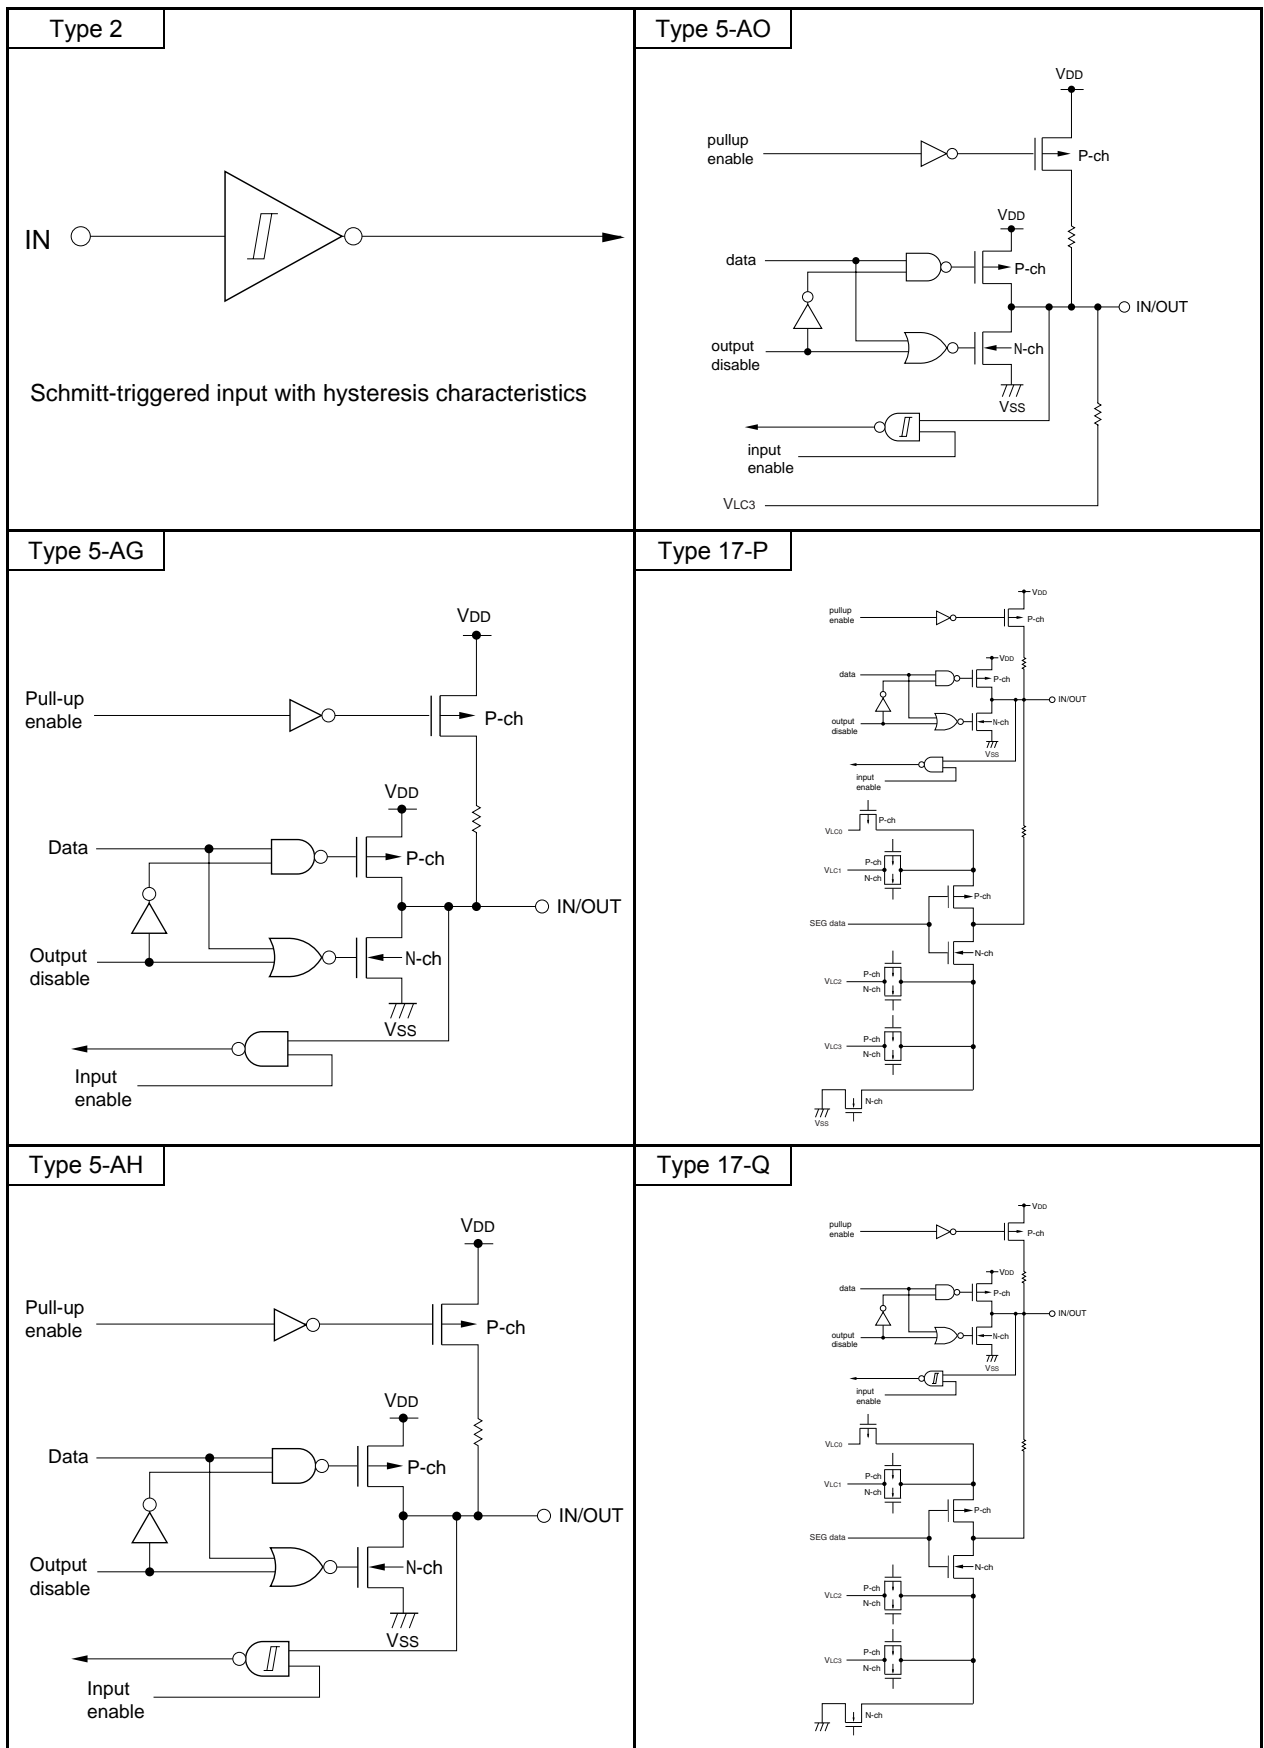 Type 2
IN
Schmitt-triggered input with hysteresis characteristics
Type 5-AO
VDD
pullup
enable
P-ch
VDD
data
P-ch
IN/OUT
output
disable
N-ch
VSS
input
enable
VLC3
Type 5-AG
VDD
Pull-up
enable
P-ch
VDD
Data
P-ch
IN/OUT
Output
disable
N-ch
VSS
Input
enable
Type 17-P
VDD
pullup
enable
P-ch
VDD
data
P-ch
IN/OUT
output
disable
N-ch
VSS
input
enable
P-ch
VLC0
P-ch
VLC1
N-ch
P-ch
SEG data
N-ch
P-ch
VLC2
N-ch
P-ch
VLC3
N-ch
N-ch
VSS
Type 5-AH
VDD
Pull-up
enable
P-ch
VDD
Data
P-ch
IN/OUT
Output
disable
N-ch
VSS
Input
enable
Type 17-Q
VDD
pullup
enable
P-ch
VDD
data
P-ch
IN/OUT
output
disable
N-ch
VSS
input
enable
VLC0
P-ch
VLC1
N-ch
P-ch
SEG data
N-ch
P-ch
VLC2
N-ch
P-ch
VLC3
N-ch
N-ch